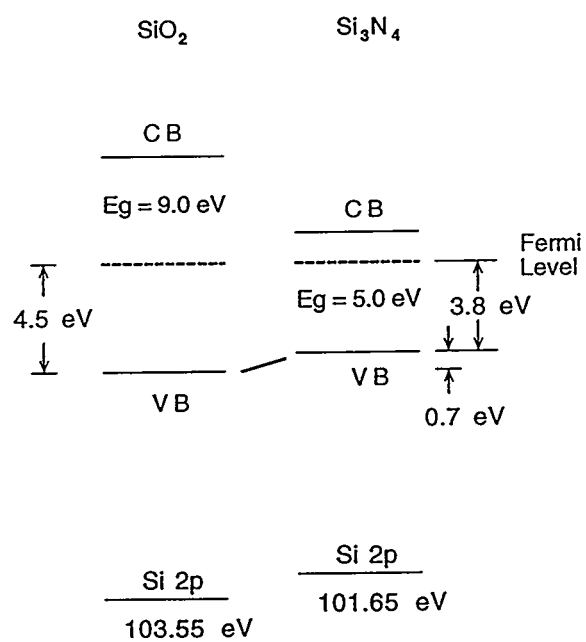 SiO₂
Si₃N₄
CB
Eg = 9.0 eV
CB
Fermi
Level
4.5 eV
Eg = 5.0 eV
3.8 eV
VB
VB
0.7 eV
Si 2p
103.55 eV
Si 2p
101.65 eV